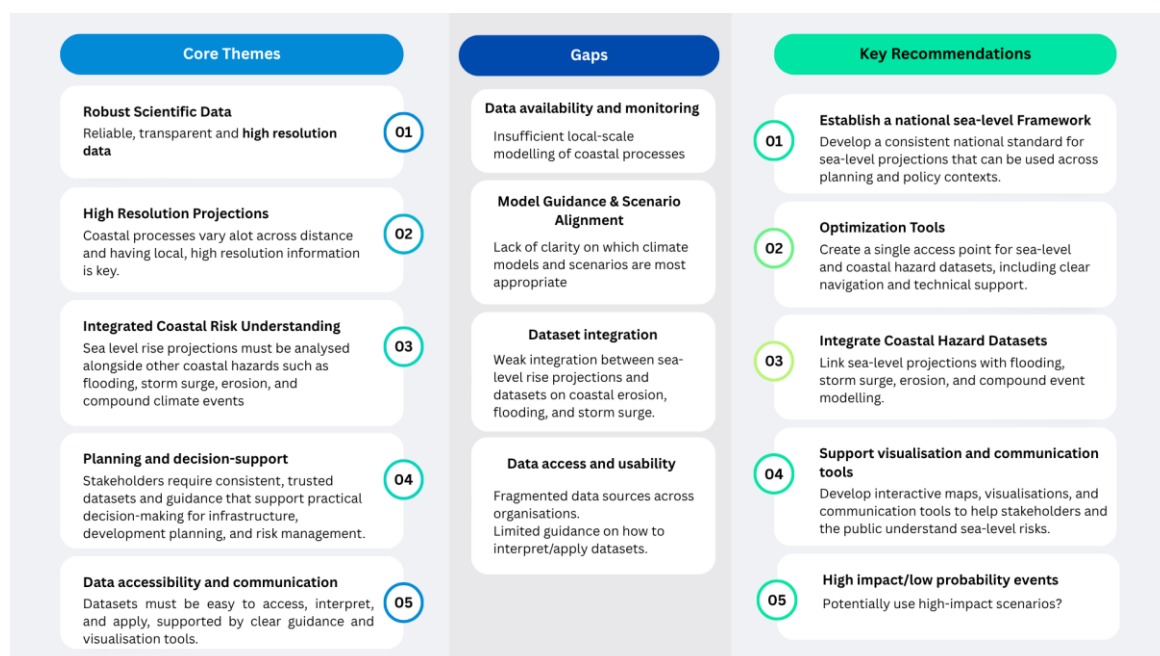 Core Themes
Robust Scientific Data
Reliable, transparent and high resolution
data
01
High Resolution Projections
Coastal processes vary alot across distance
and having local, high resolution information
is key.
02
Integrated Coastal Risk Understanding
Sea level rise projections must be analysed
alongside other coastal hazards such as
flooding, storm surge, erosion, and
compound climate events
03
Planning and decision-support
Stakeholders require consistent, trusted
datasets and guidance that support practical
decision-making for infrastructure,
development planning, and risk management.
04
Data accessibility and communication
Datasets must be easy to access, interpret,
and apply, supported by clear guidance and
visualisation tools.
05
Gaps
Data availability and monitoring
Insufficient local-scale
modelling of coastal processes
Model Guidance & Scenario
Alignment
Lack of clarity on which climate
models and scenarios are most
appropriate
Dataset integration
Weak integration between sea-
level rise projections and
datasets on coastal erosion,
flooding, and storm surge.
Data access and usability
Fragmented data sources across
organisations.
Limited guidance on how to
interpret/apply datasets.
Key Recommendations
01
Establish a national sea-level Framework
Develop a consistent national standard for
sea-level projections that can be used across
planning and policy contexts.
02
Optimization Tools
Create a single access point for sea-level
and coastal hazard datasets, including clear
navigation and technical support.
03
Integrate Coastal Hazard Datasets
Link sea-level projections with flooding,
storm surge, erosion, and compound event
modelling.
04
Support visualisation and communication
tools
Develop interactive maps, visualisations, and
communication tools to help stakeholders and
the public understand sea-level risks.
05
High impact/low probability events
Potentially use high-impact scenarios?